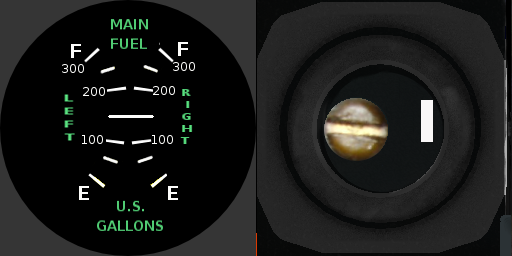 MAIN
FUEL
F F
300 300
200 200
LEFT RIGHT
100 100
E E
U.S.
GALLONS